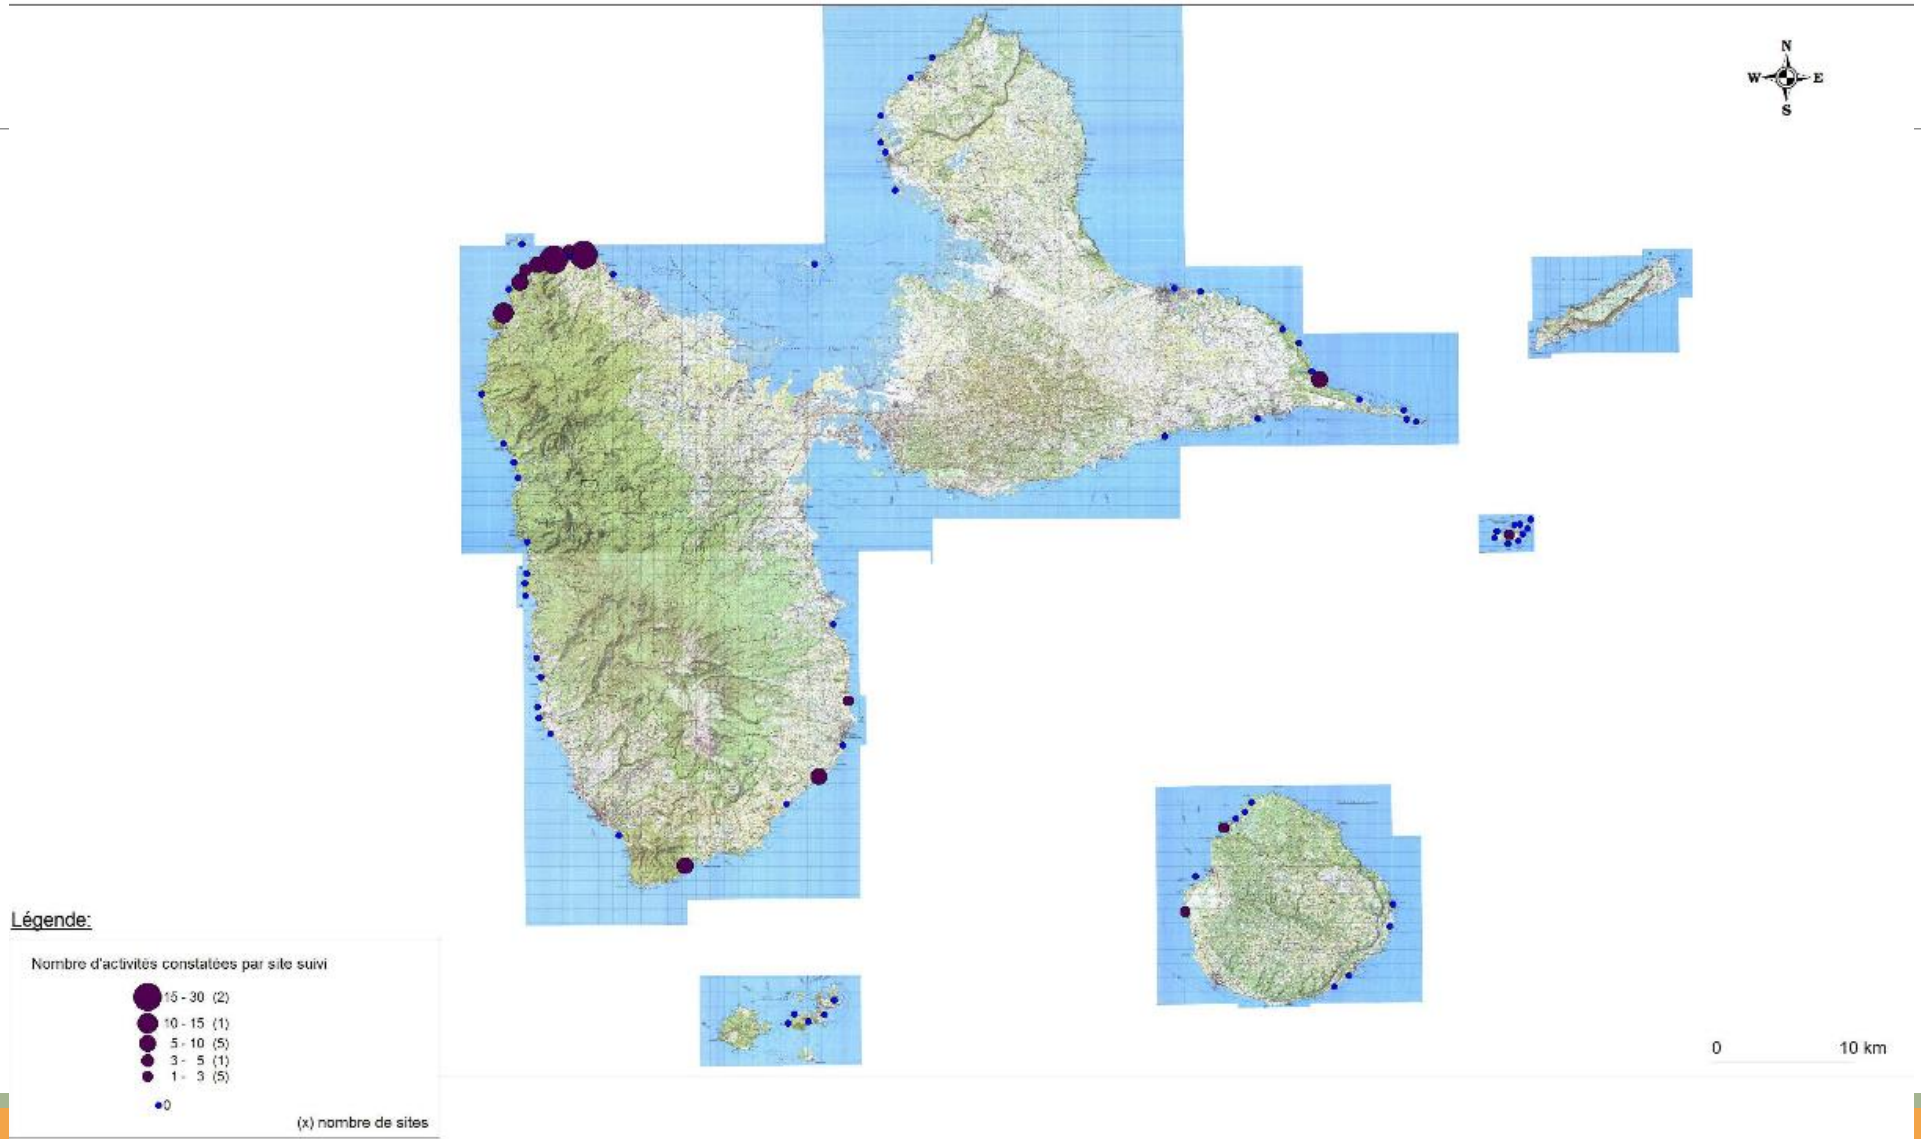 N
W E
S
Légende:
Nombre d'activités constatées par site suivi
15 - 30 (2)
10 - 15 (1)
5 - 10 (5)
3 - 5 (1)
1 - 3 (5)
0
(x) nombre de sites
0 10 km